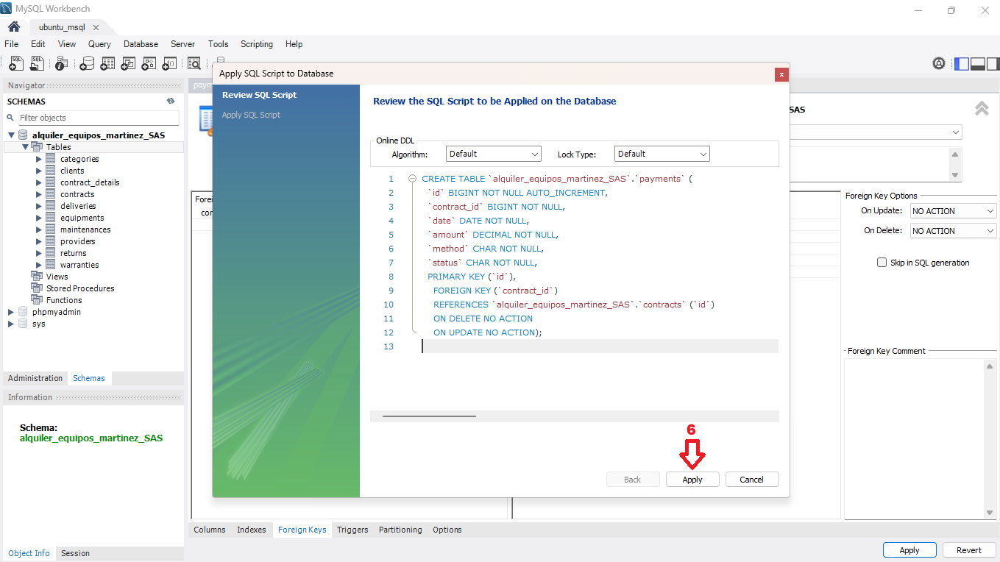 MySQL Workbench
ubuntu_msql
File Edit View Query Database Server Tools Scripting Help
Navigator
SCHEMAS
Filter objects
alquiler_equipos_martinez_SAS
Tables
categories
clients
contract_details
contracts
deliveries
equipments
maintenances
providers
returns
warranties
Views
Stored Procedures
Functions
phpmyadmin
sys
Administration Schemas
Information
Schema:
alquiler_equipos_martinez_SAS
Object Info Session
Apply SQL Script to Database
x
Review SQL Script
Apply SQL Script
Review the SQL Script to be Applied on the Database
Online DDL
Algorithm: Default Lock Type: Default
1 CREATE TABLE `alquiler_equipos_martinez_SAS`.`payments` (
2 `id` BIGINT NOT NULL AUTO_INCREMENT,
3 `contract_id` BIGINT NOT NULL,
4 `date` DATE NOT NULL,
5 `amount` DECIMAL NOT NULL,
6 `method` CHAR NOT NULL,
7 `status` CHAR NOT NULL,
8 PRIMARY KEY (`id`),
9 FOREIGN KEY (`contract_id`)
10 REFERENCES `alquiler_equipos_martinez_SAS`.`contracts` (`id`)
11 ON DELETE NO ACTION
12 ON UPDATE NO ACTION);
13
6
Back Apply Cancel
SAS
Foreign Key Options
On Update: NO ACTION
On Delete: NO ACTION
Skip in SQL generation
Foreign Key Comment
Columns Indexes Foreign Keys Triggers Partitioning Options
Apply Revert